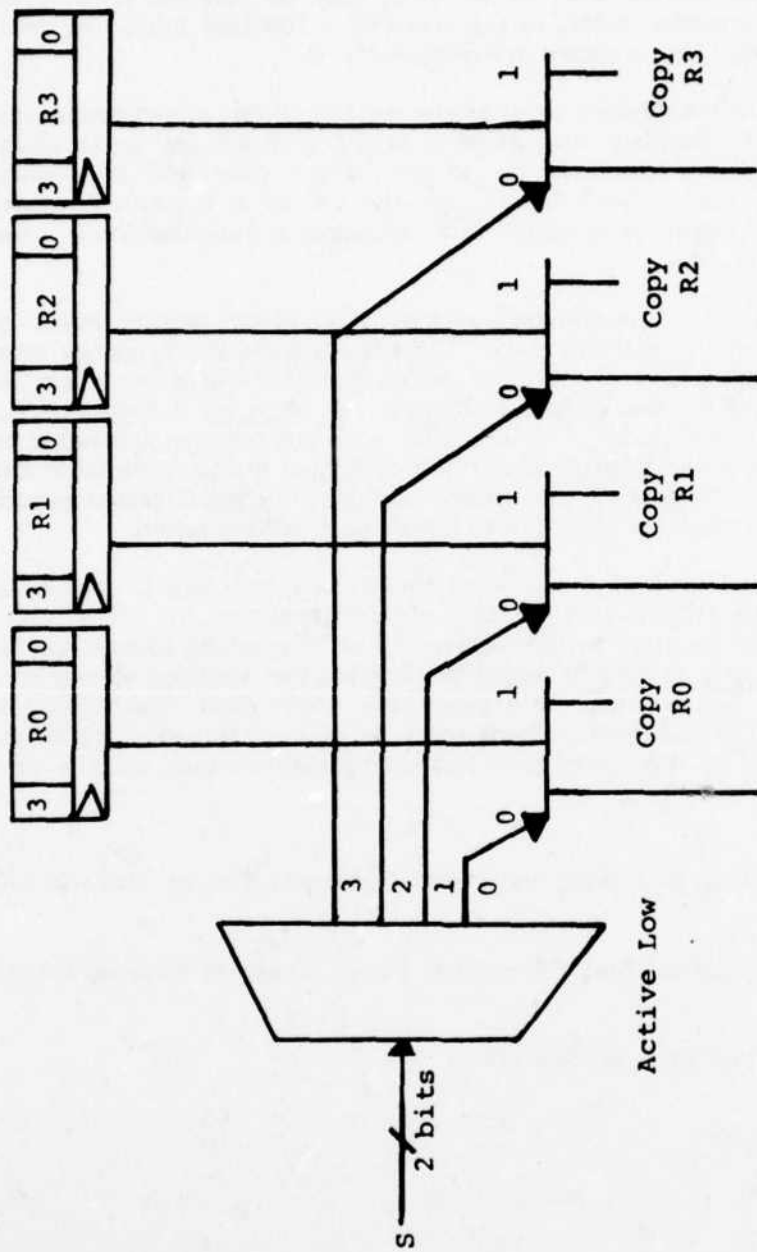 3 R0 0 3 R1 0 3 R2 0 3 R3 0
3
2
S
2 bits
1
0
0 1 0 1 0 1 0 1
Active Low
Copy R0
Copy R1
Copy R2
Copy R3